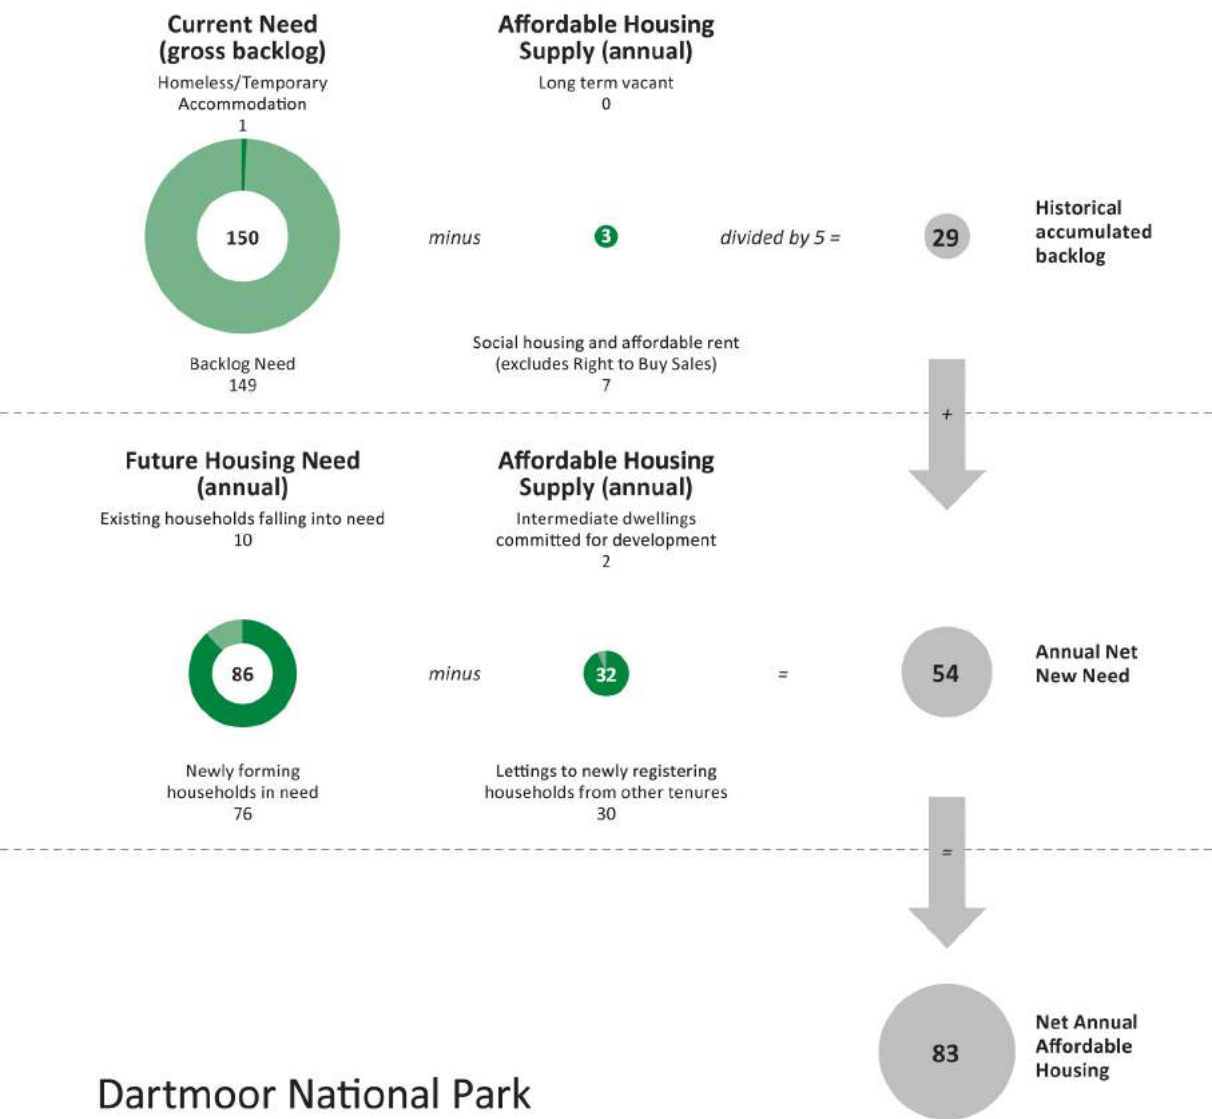 Current Need
(gross backlog)
Homeless/Temporary
Accommodation
1
150
Backlog Need
149
minus
Affordable Housing
Supply (annual)
Long term vacant
0
3
Social housing and affordable rent
(excludes Right to Buy Sales)
7
divided by 5 =
29
Historical
accumulated
backlog
+
Future Housing Need
(annual)
Existing households falling into need
10
86
Newly forming
households in need
76
minus
Affordable Housing
Supply (annual)
Intermediate dwellings
committed for development
2
32
Lettings to newly registering
households from other tenures
30
=
54
Annual Net
New Need
=
83
Net Annual
Affordable
Housing
Dartmoor National Park